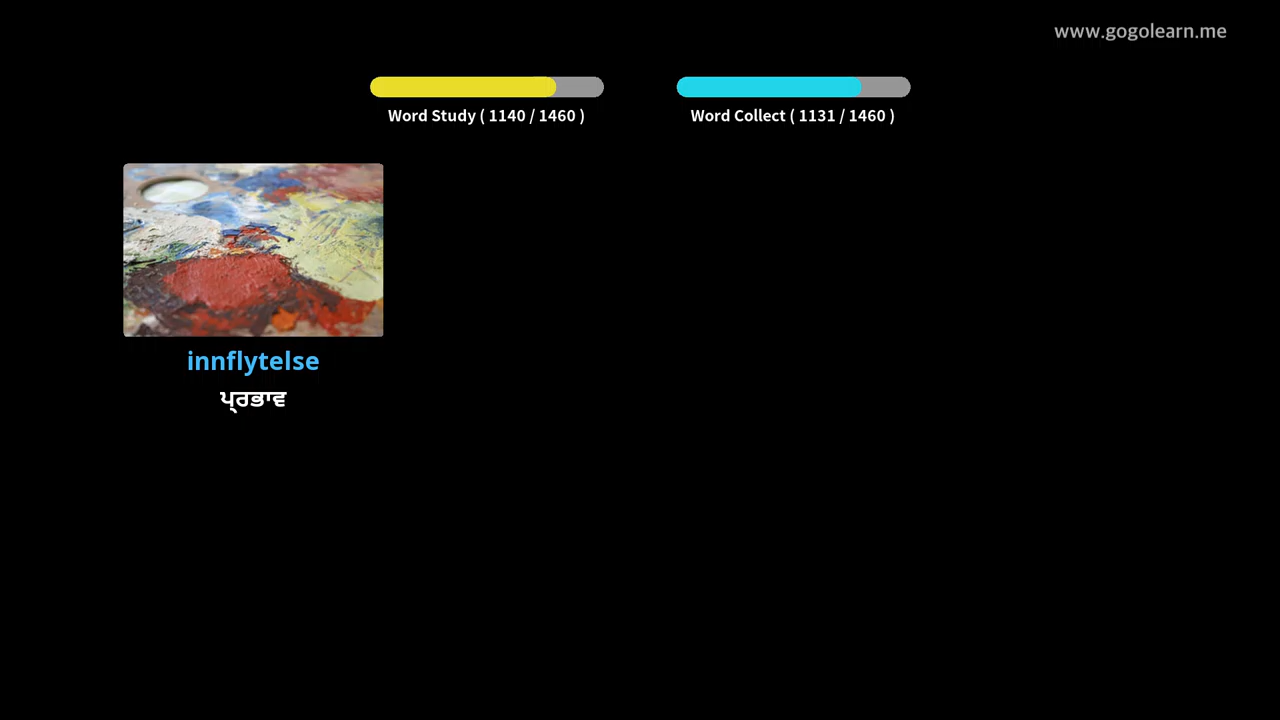 www.gogolearn.me
Word Study ( 1140 / 1460 )
Word Collect ( 1131 / 1460 )
innflytelse
ਪ੍ਰਭਾਵ